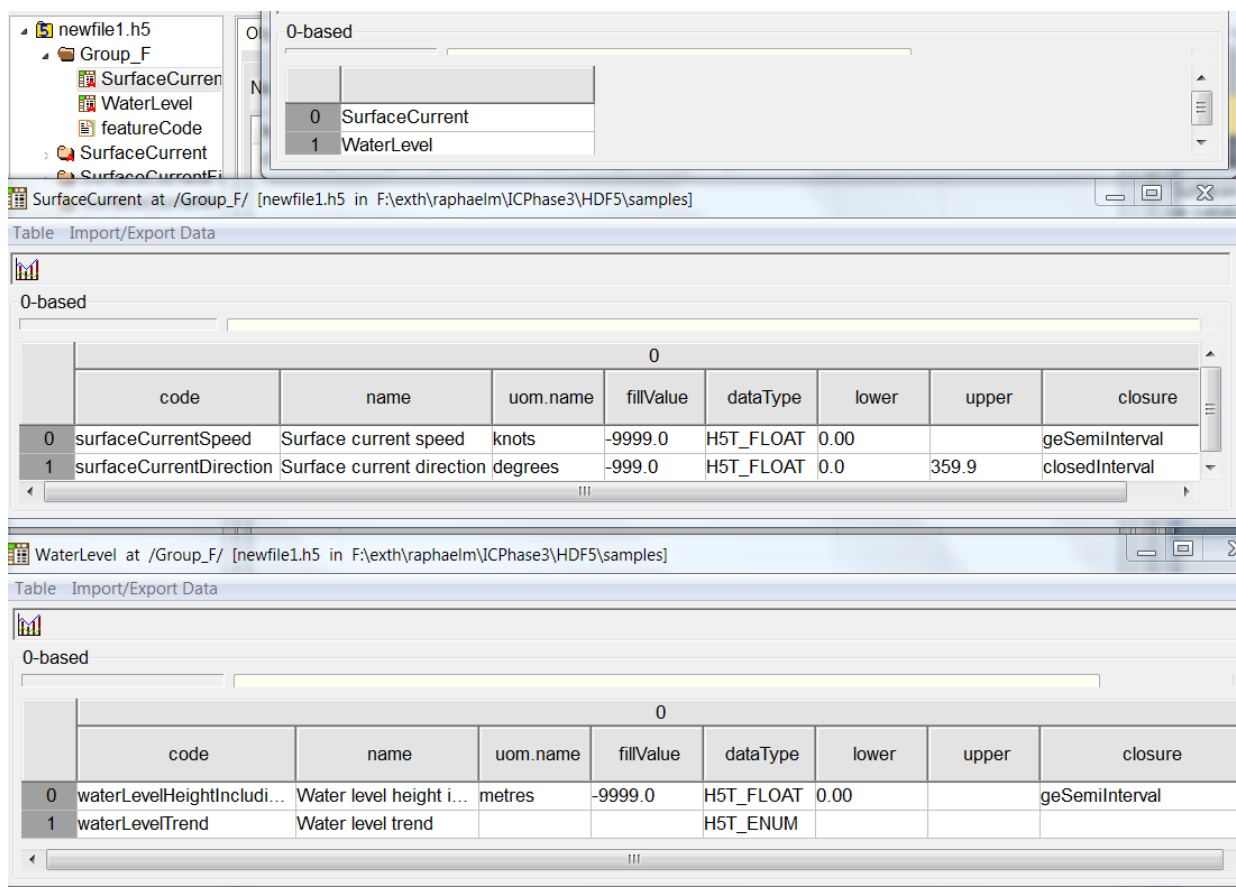 newfile1.h5
Group_F
SurfaceCurren
WaterLevel
featureCode
SurfaceCurrent
0-based
0 SurfaceCurrent
1 WaterLevel
SurfaceCurrent at /Group_F/ [newfile1.h5 in F:\exth\raphaelm\ICPhase3\HDF5\samples]
Table Import/Export Data
0-based
0
code name uom.name fillValue dataType lower upper closure
0 surfaceCurrentSpeed Surface current speed knots -9999.0 H5T_FLOAT 0.00 geSemiInterval
1 surfaceCurrentDirection Surface current direction degrees -999.0 H5T_FLOAT 0.0 359.9 closedInterval
WaterLevel at /Group_F/ [newfile1.h5 in F:\exth\raphaelm\ICPhase3\HDF5\samples]
Table Import/Export Data
0-based
0
code name uom.name fillValue dataType lower upper closure
0 waterLevelHeightIncludi... Water level height i... metres -9999.0 H5T_FLOAT 0.00 geSemiInterval
1 waterLevelTrend Water level trend H5T_ENUM